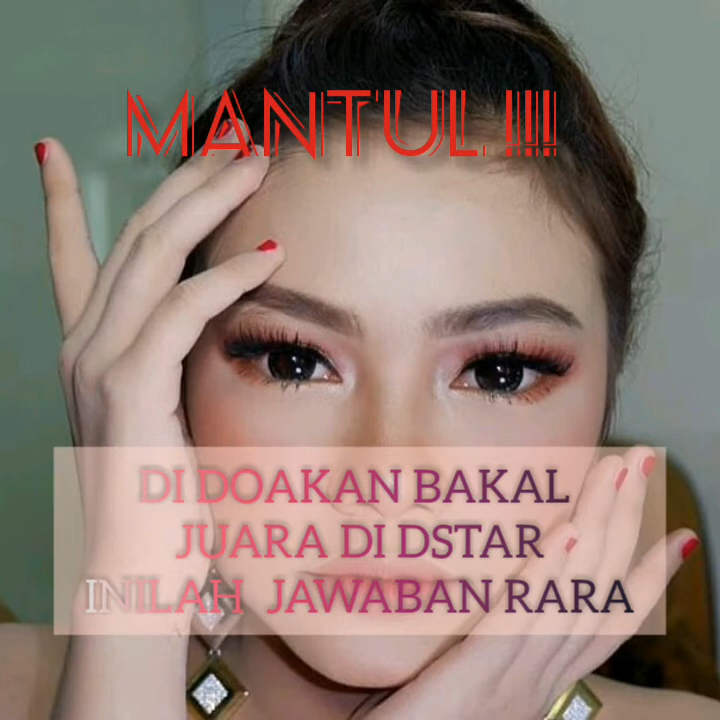 MANTUL !!!
DI DOAKAN BAKAL
JUARA DI DSTAR
INILAH JAWABAN RARA